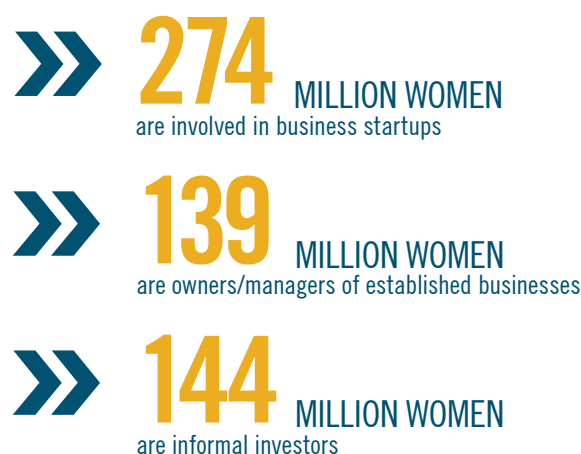 274 MILLION WOMEN
are involved in business startups
139 MILLION WOMEN
are owners/managers of established businesses
144 MILLION WOMEN
are informal investors